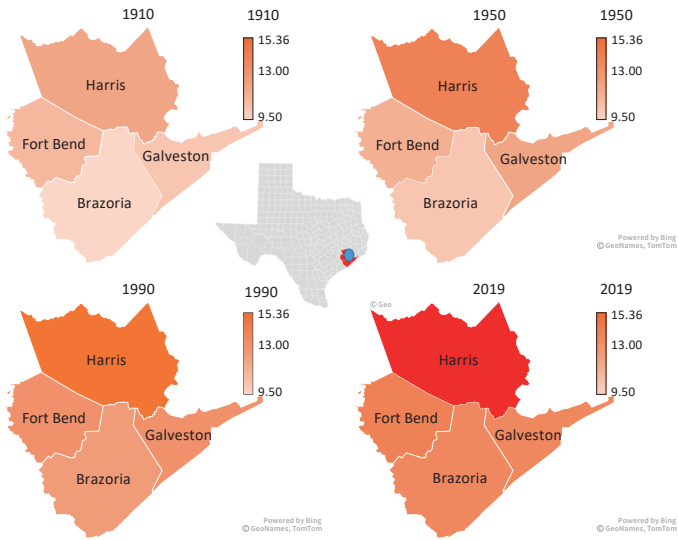 1910
1910
15.36
13.00
9.50
Harris
Fort Bend
Galveston
Brazoria
1950
1950
15.36
13.00
9.50
Harris
Fort Bend
Galveston
Brazoria
Powered by Bing
© GeoNames, TomTom
© Geo
1990
1990
15.36
13.00
9.50
Harris
Fort Bend
Galveston
Brazoria
Powered by Bing
© GeoNames, TomTom
2019
2019
15.36
13.00
9.50
Harris
Fort Bend
Galveston
Brazoria
Powered by Bing
© GeoNames, TomTom